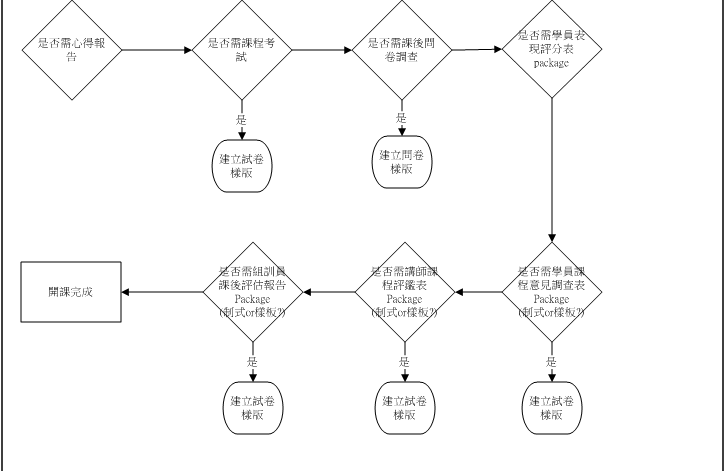 是否需心得報
告
是否需課程考
試
是否需課後問
卷調查
是否需學員表
現評分表
package
是
是
建立試卷
樣版
建立問卷
樣版
開課完成
是否需組訓員
課後評估報告
Package
(制式or樣板?)
是否需講師課
程評鑑表
Package
(制式or樣板?)
是否需學員課
程意見調查表
Package
(制式or樣板?)
是
是
是
建立試卷
樣版
建立試卷
樣版
建立試卷
樣版